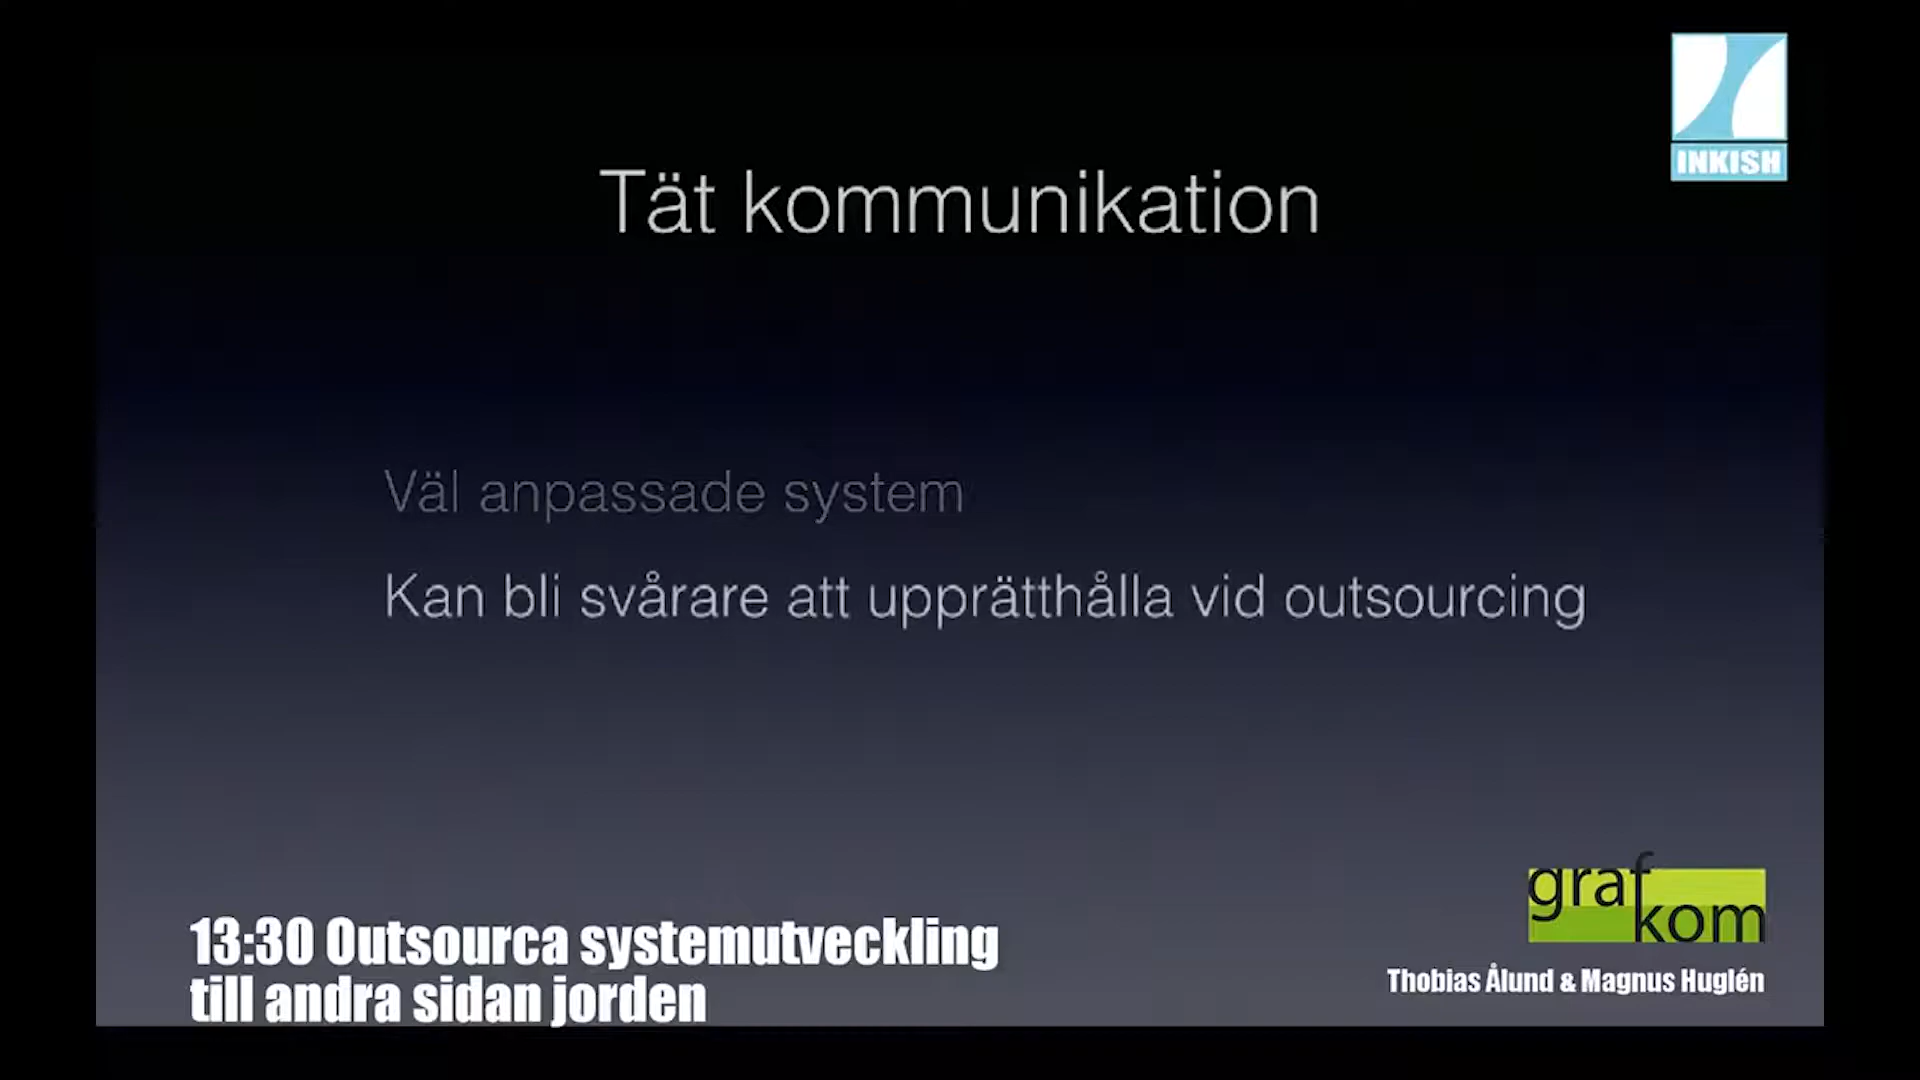 INKISH
Tät kommunikation
Väl anpassade system
Kan bli svårare att upprätthålla vid outsourcing
graf
kom
13:30 Outsourca systemutveckling
till andra sidan jorden
Thobias Ålund & Magnus Huglén